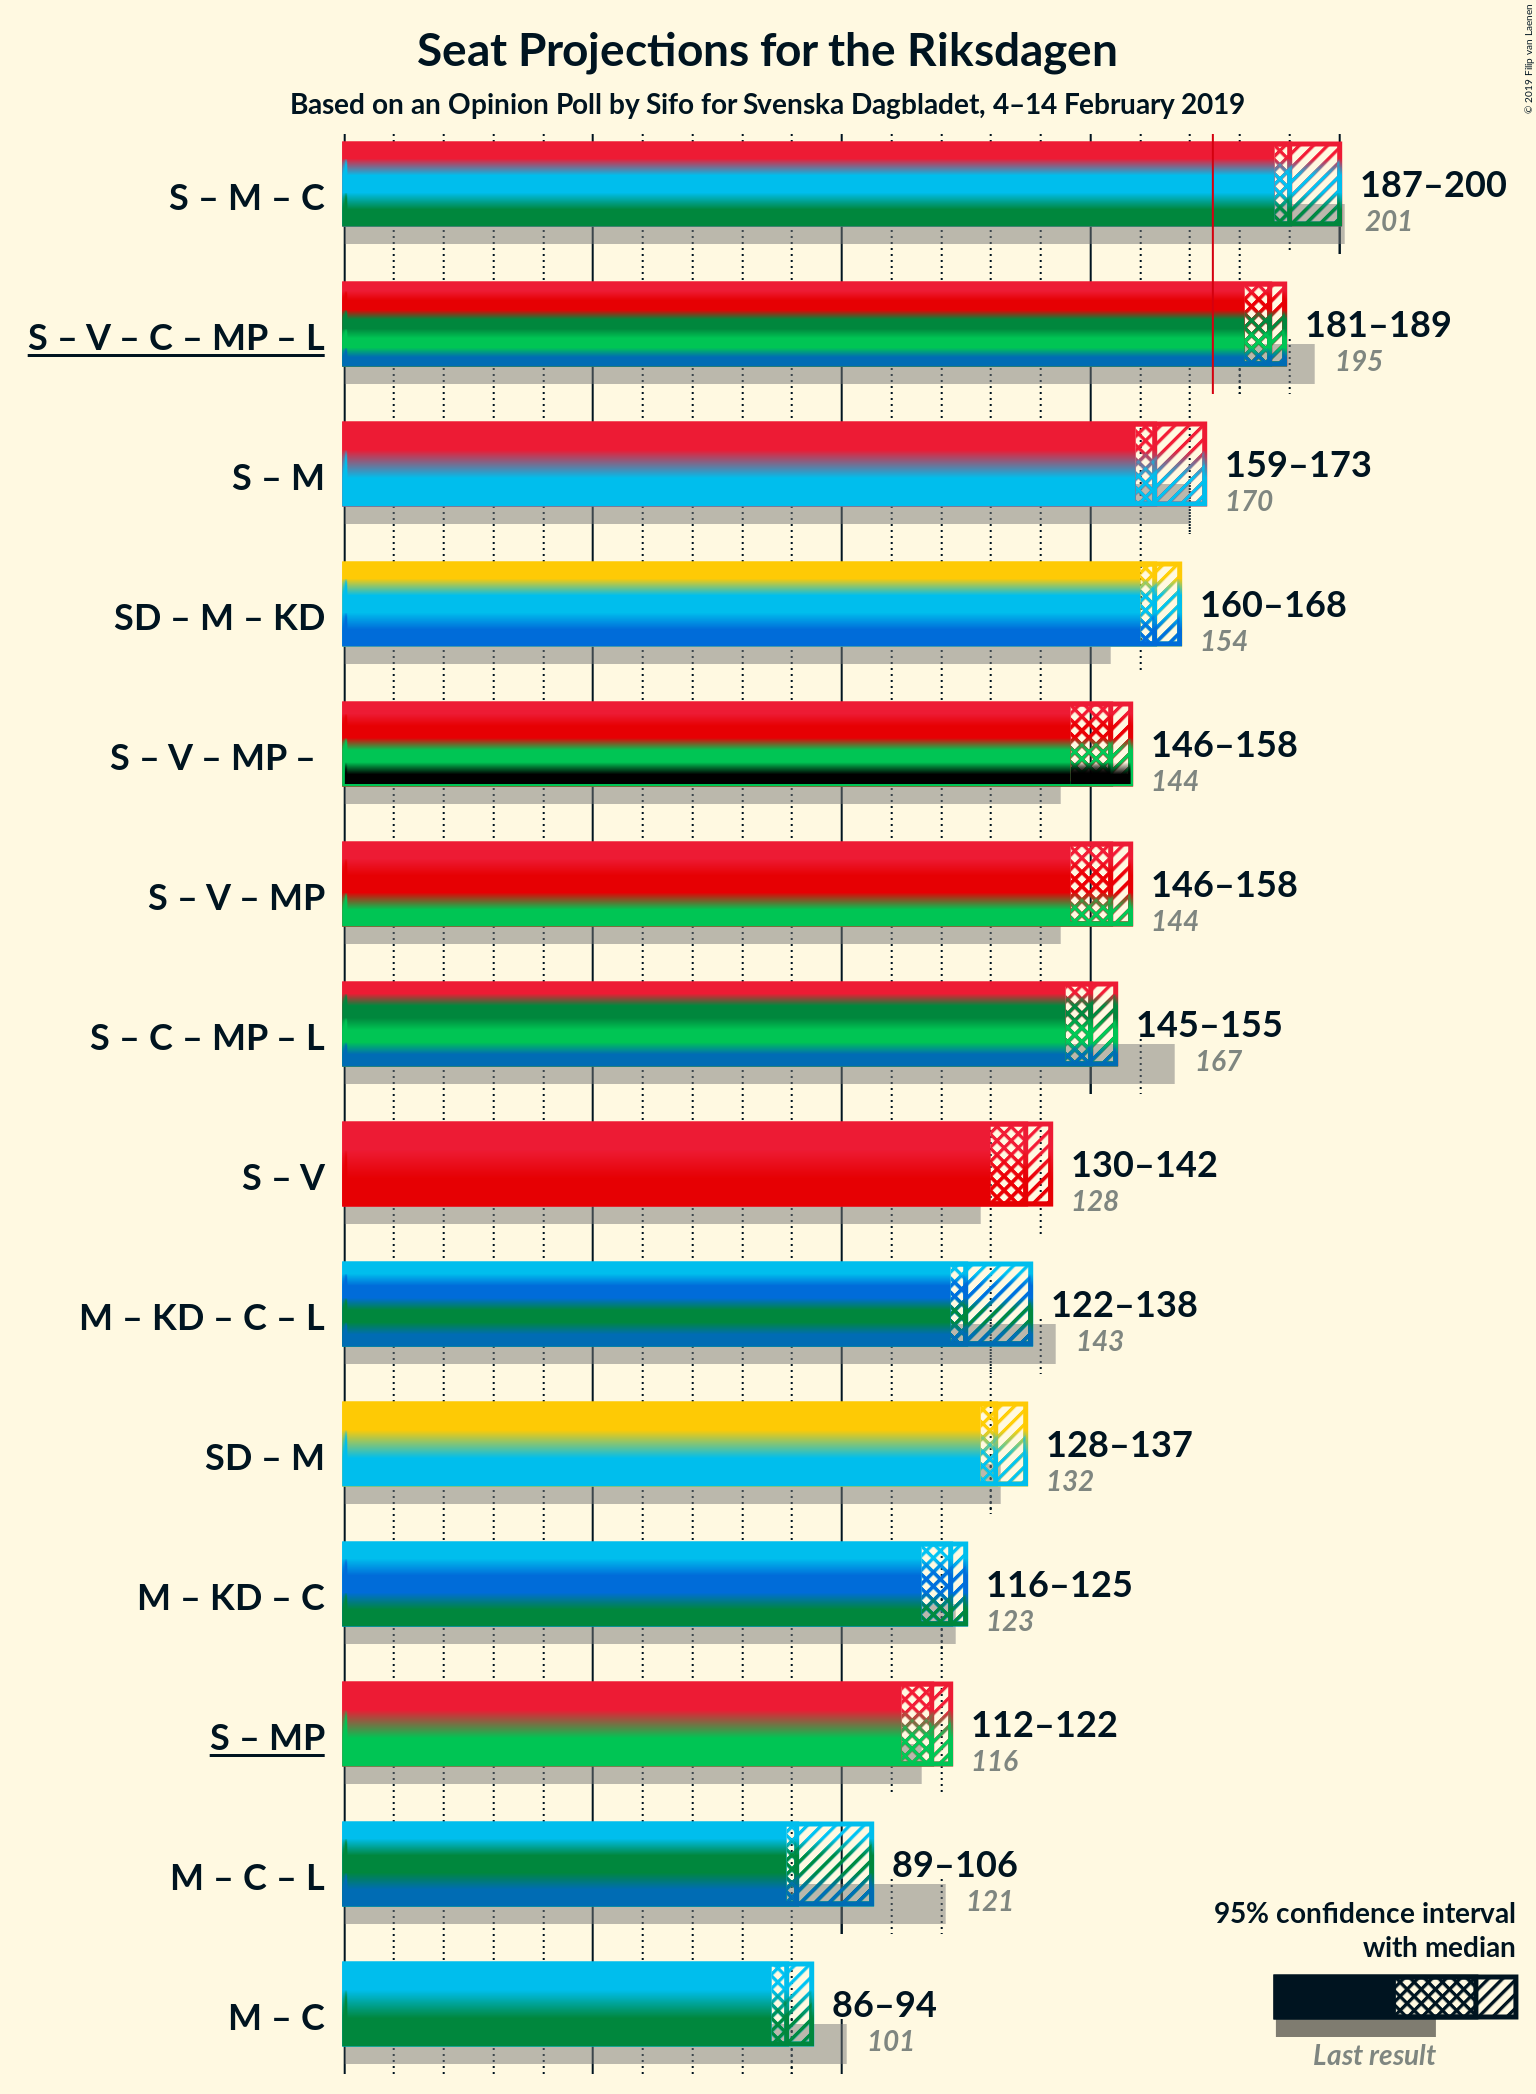 © 2019 Filip van Laenen
Seat Projections for the Riksdagen
Based on an Opinion Poll by Sifo for Svenska Dagbladet, 4–14 February 2019
S – M – C
187–200
201
S – V – C – MP – L
181–189
195
S – M
159–173
170
SD – M – KD
160–168
154
S – V – MP –
146–158
144
S – V – MP
146–158
144
S – C – MP – L
145–155
167
S – V
130–142
128
M – KD – C – L
122–138
143
SD – M
128–137
132
M – KD – C
116–125
123
S – MP
112–122
116
M – C – L
89–106
121
M – C
86–94
101
95% confidence interval
with median
Last result